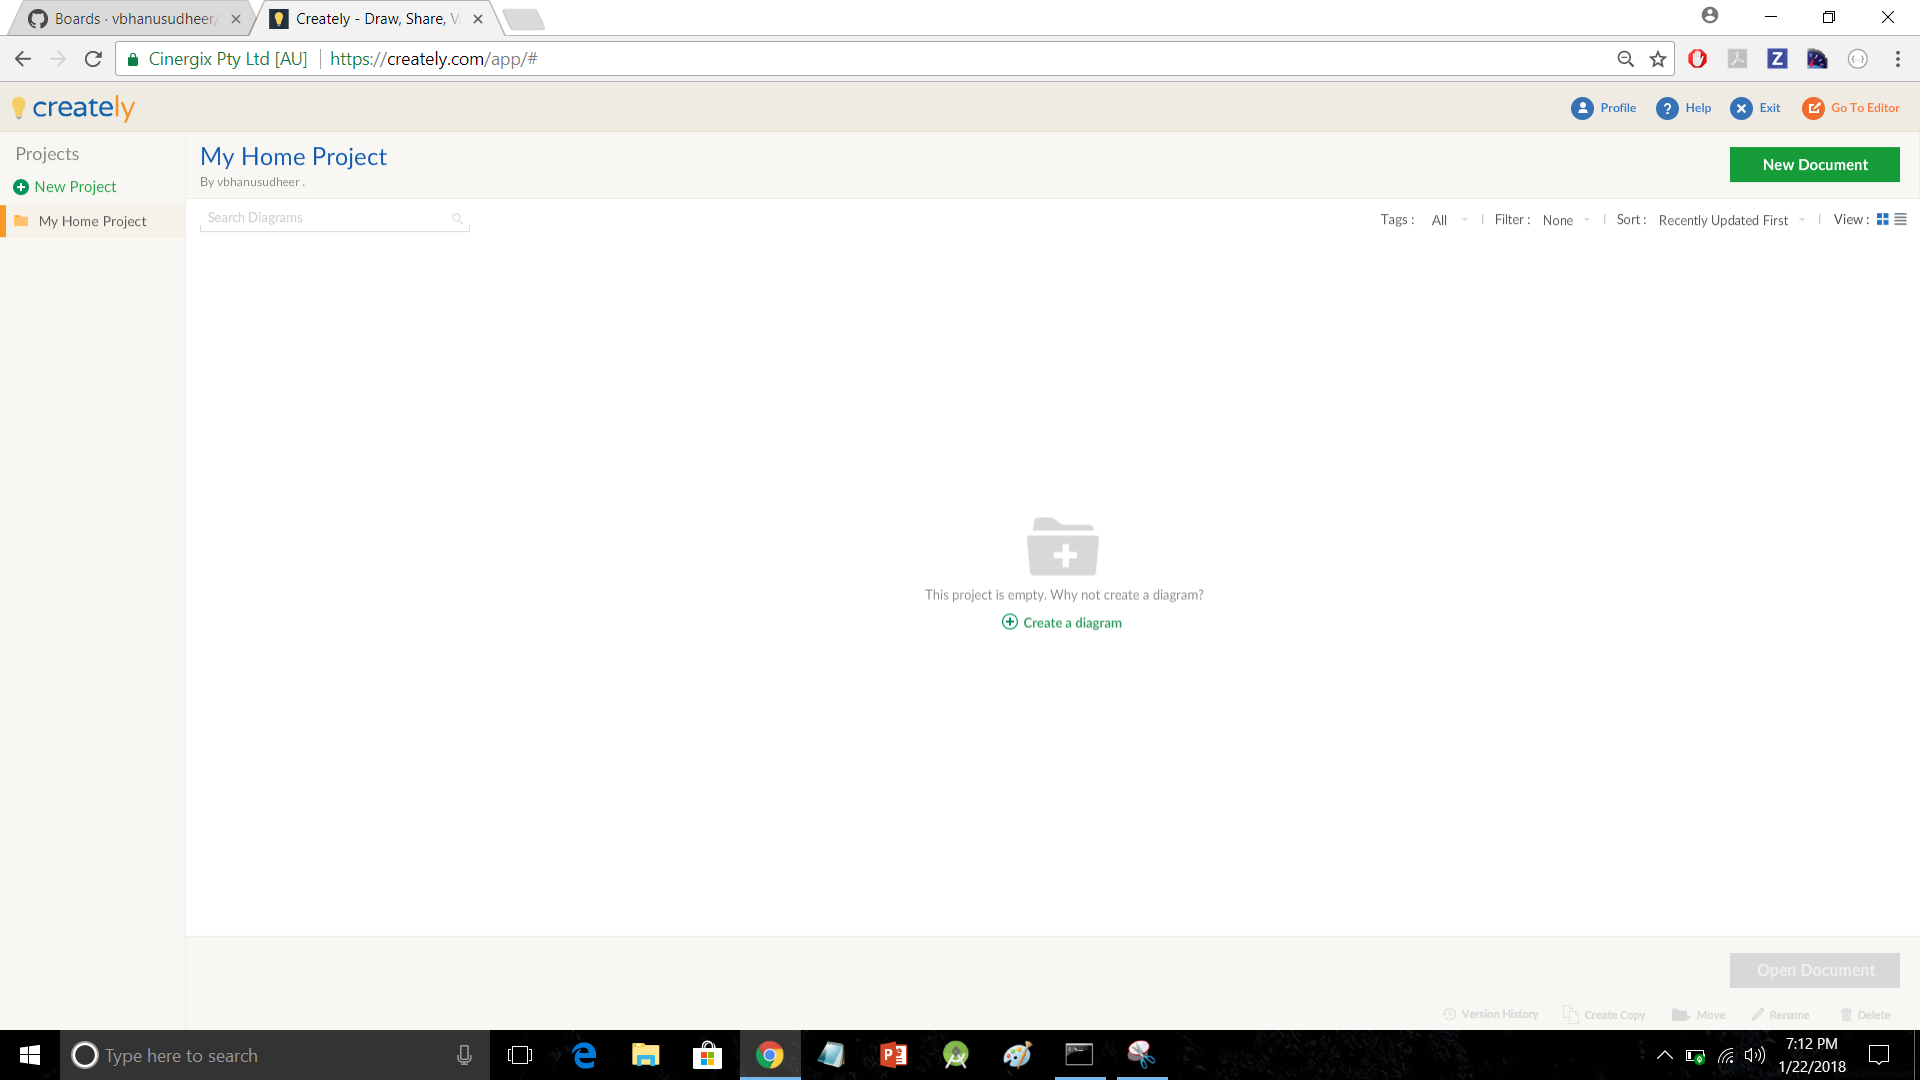 Boards · vbhanusudheer/
Creately - Draw, Share, V
Cinergix Pty Ltd [AU]
https://creately.com/app/#
creately
Profile
Help
Exit
Go To Editor
Projects
New Project
My Home Project
My Home Project
By vbhanusudheer .
New Document
Search Diagrams
Tags : All
Filter : None
Sort : Recently Updated First
View :
This project is empty. Why not create a diagram?
Create a diagram
Open Document
Version History
Create Copy
Move
Rename
Delete
Type here to search
7:12 PM
1/22/2018